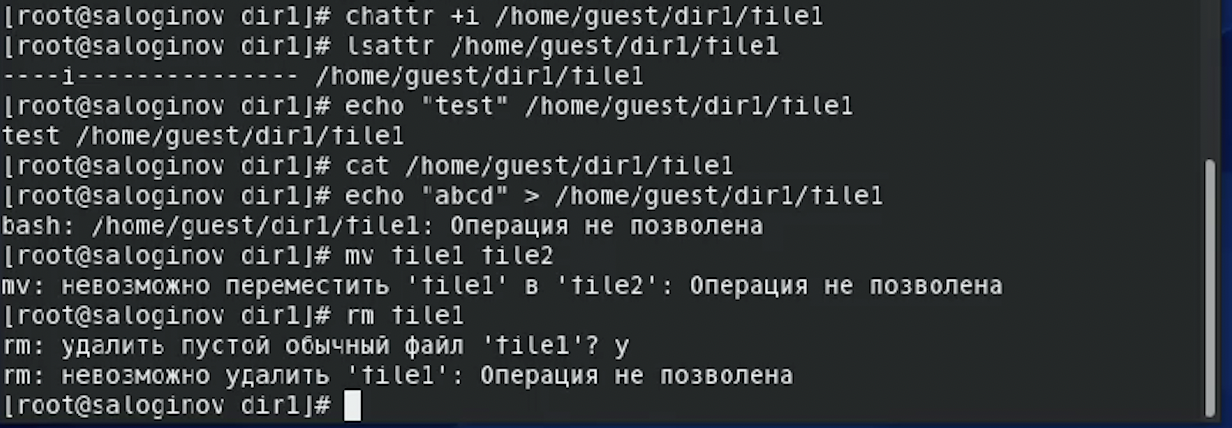 [root@saloginov dir1]# chattr +i /home/guest/dir1/file1
[root@saloginov dir1]# lsattr /home/guest/dir1/file1
----i--------------- /home/guest/dir1/file1
[root@saloginov dir1]# echo "test" /home/guest/dir1/file1
test /home/guest/dir1/file1
[root@saloginov dir1]# cat /home/guest/dir1/file1
[root@saloginov dir1]# echo "abcd" > /home/guest/dir1/file1
bash: /home/guest/dir1/file1: Операция не позволена
[root@saloginov dir1]# mv file1 file2
mv: невозможно переместить 'file1' в 'file2': Операция не позволена
[root@saloginov dir1]# rm file1
rm: удалить пустой обычный файл 'file1'? y
rm: невозможно удалить 'file1': Операция не позволена
[root@saloginov dir1]#